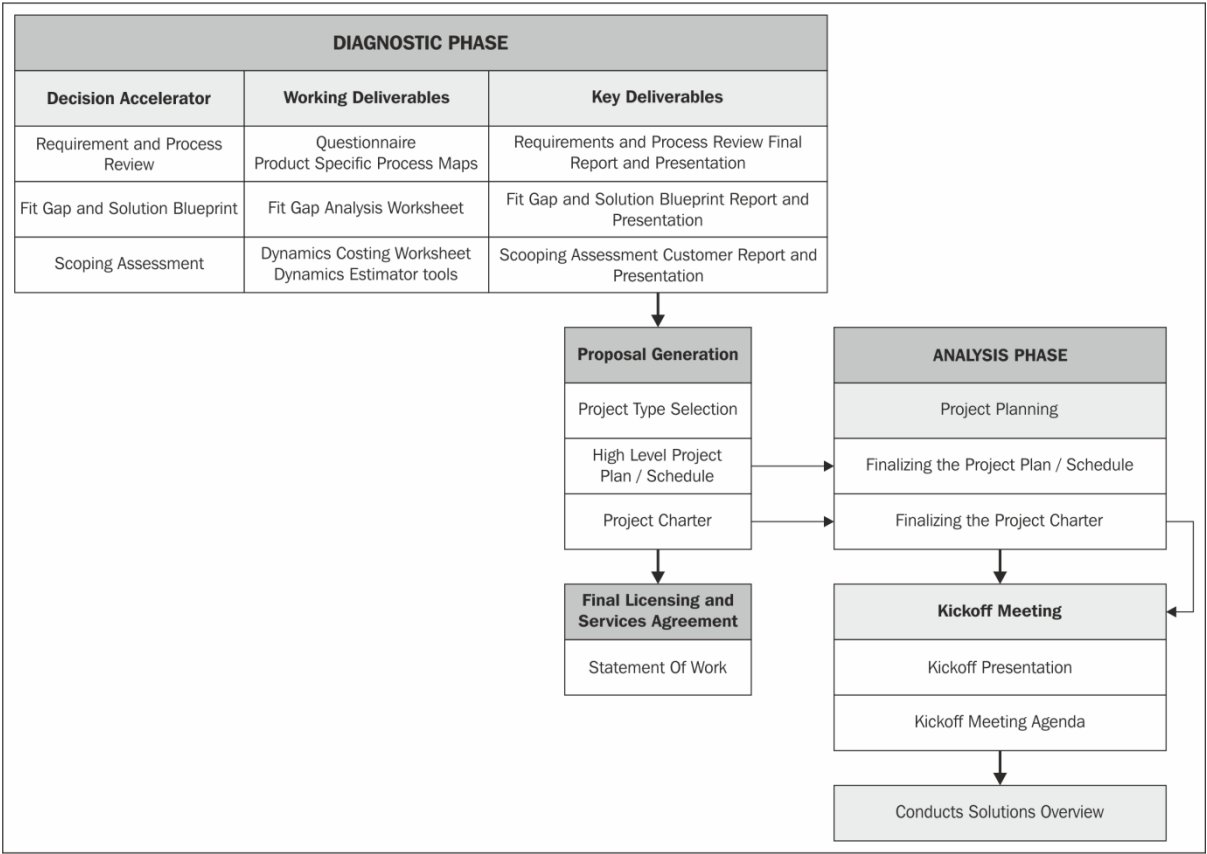 DIAGNOSTIC PHASE
Decision Accelerator
Working Deliverables
Key Deliverables
Requirement and Process
Review
Questionnaire
Product Specific Process Maps
Requirements and Process Review Final
Report and Presentation
Fit Gap and Solution Blueprint
Fit Gap Analysis Worksheet
Fit Gap and Solution Blueprint Report and
Presentation
Scoping Assessment
Dynamics Costing Worksheet
Dynamics Estimator tools
Scooping Assessment Customer Report and
Presentation
Proposal Generation
Project Type Selection
High Level Project
Plan / Schedule
Project Charter
Final Licensing and
Services Agreement
Statement Of Work
ANALYSIS PHASE
Project Planning
Finalizing the Project Plan / Schedule
Finalizing the Project Charter
Kickoff Meeting
Kickoff Presentation
Kickoff Meeting Agenda
Conducts Solutions Overview